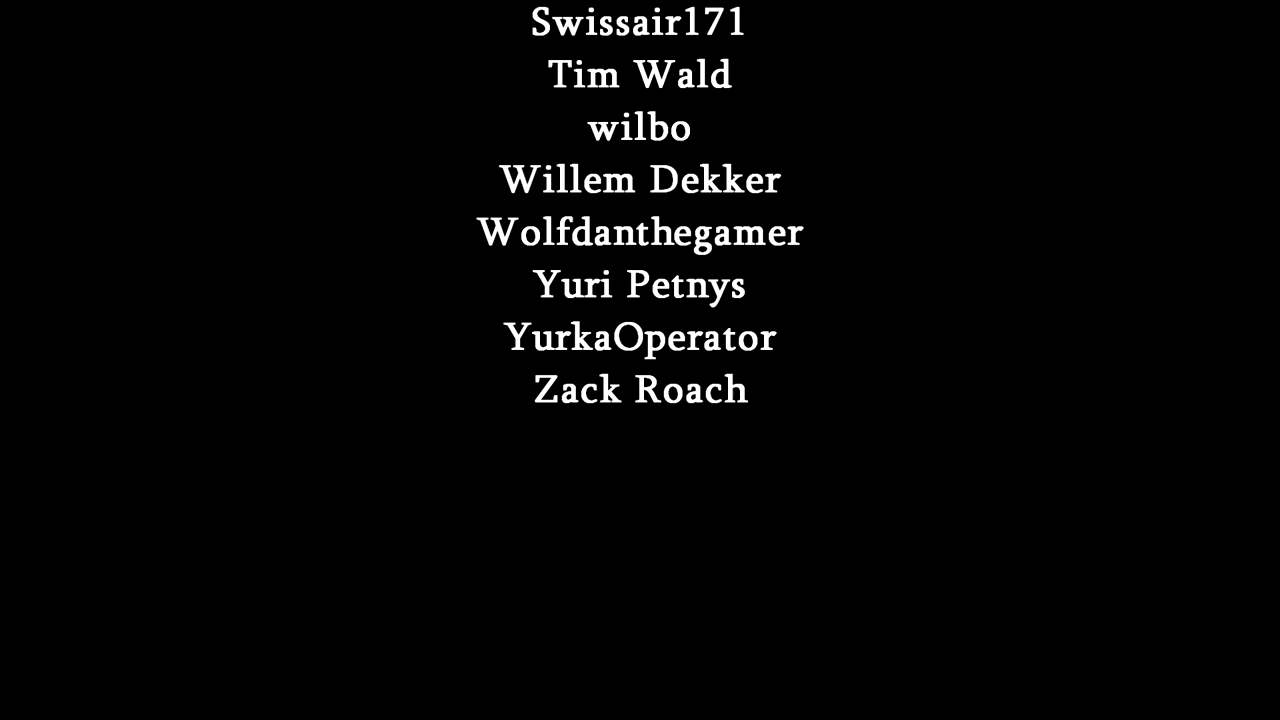 Swissair171
Tim Wald
wilbo
Willem Dekker
Wolfdanthegamer
Yuri Petnys
YurkaOperator
Zack Roach